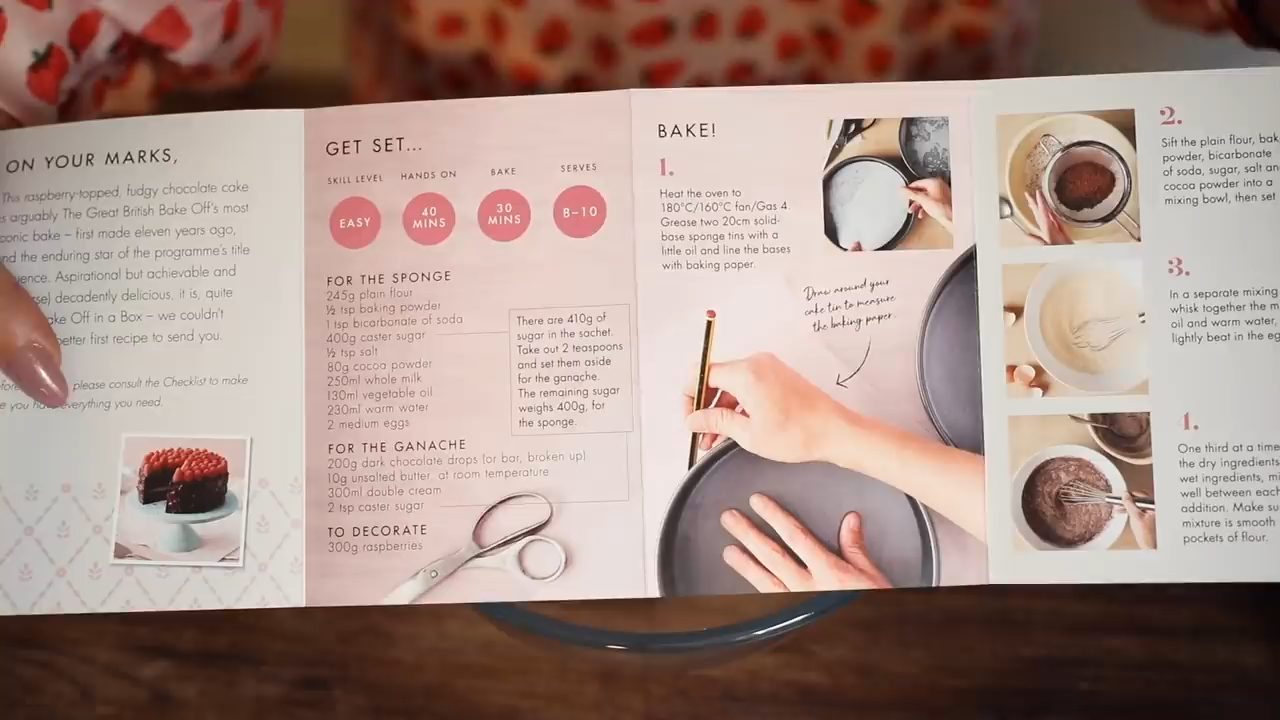 ON YOUR MARKS,
This raspberry-topped, fudgy chocolate cake
is arguably The Great British Bake Off's most
iconic bake – first made eleven years ago,
and the enduring star of the programme's title
Aspirational but achievable and
decadently delicious, it is, quite
Bake Off in a Box – we couldn't
better first recipe to send you.
please consult the Checklist to make
everything you need.
GET SET...
SKILL LEVEL HANDS ON BAKE SERVES
EASY 40 MINS 30 MINS 8–10
FOR THE SPONGE
245g plain flour
½ tsp baking powder
1 tsp bicarbonate of soda
400g caster sugar
½ tsp salt
80g cocoa powder
250ml whole milk
130ml vegetable oil
230ml warm water
2 medium eggs
There are 410g of
sugar in the sachet.
Take out 2 teaspoons
and set them aside
for the ganache.
The remaining sugar
weighs 400g, for
the sponge.
FOR THE GANACHE
200g dark chocolate drops (or bar, broken up)
10g unsalted butter, at room temperature
300ml double cream
2 tsp caster sugar
TO DECORATE
300g raspberries
BAKE!
1.
Heat the oven to
180°C/160°C fan/Gas 4.
Grease two 20cm solid-
base sponge tins with a
little oil and line the bases
with baking paper.
Draw around your
cake tin to measure
the baking paper.
2.
Sift the plain flour, bak
powder, bicarbonate
of soda, sugar, salt an
cocoa powder into a
mixing bowl, then set
3.
In a separate mixing
whisk together the m
oil and warm water,
lightly beat in the eg
4.
One third at a time
the dry ingredients
wet ingredients, mi
well between each
addition. Make su
mixture is smooth
pockets of flour.